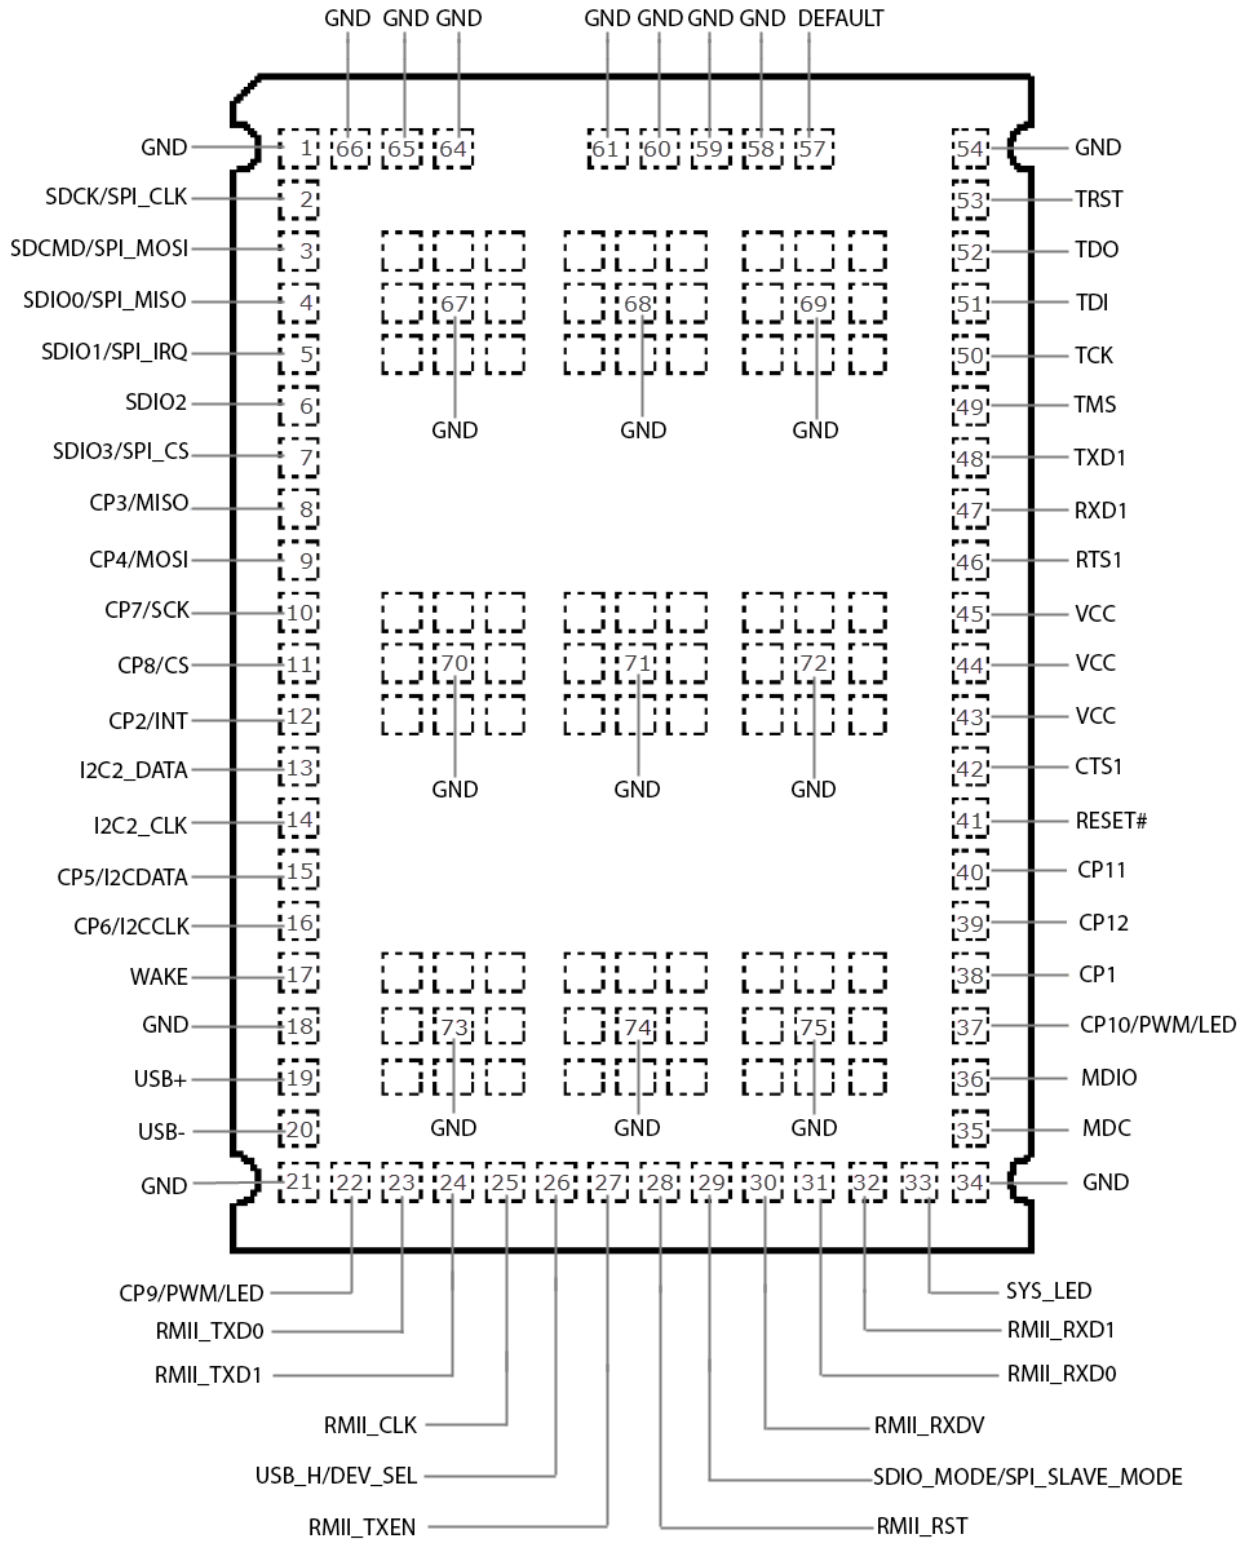 GND GND GND GND GND GND GND DEFAULT
GND 1 66 65 64 61 60 59 58 57 54 GND
SDCK/SPI_CLK 2 53 TRST
SDCMD/SPI_MOSI 3 52 TDO
SDIO0/SPI_MISO 4 67 68 69 51 TDI
SDIO1/SPI_IRQ 5 50 TCK
SDIO2 6 49 TMS
GND GND GND
SDIO3/SPI_CS 7 48 TXD1
CP3/MISO 8 47 RXD1
CP4/MOSI 9 46 RTS1
CP7/SCK 10 45 VCC
CP8/CS 11 70 71 72 44 VCC
CP2/INT 12 43 VCC
I2C2_DATA 13 42 CTS1
GND GND GND
I2C2_CLK 14 41 RESET#
CP5/I2CDATA 15 40 CP11
CP6/I2CCLK 16 39 CP12
WAKE 17 38 CP1
GND 18 73 74 75 37 CP10/PWM/LED
USB+ 19 36 MDIO
USB- 20 GND GND GND 35 MDC
GND 21 22 23 24 25 26 27 28 29 30 31 32 33 34 GND
CP9/PWM/LED SYS_LED
RMII_TXD0 RMII_RXD1
RMII_TXD1 RMII_RXD0
RMII_CLK RMII_RXDV
USB_H/DEV_SEL SDIO_MODE/SPI_SLAVE_MODE
RMII_TXEN RMII_RST